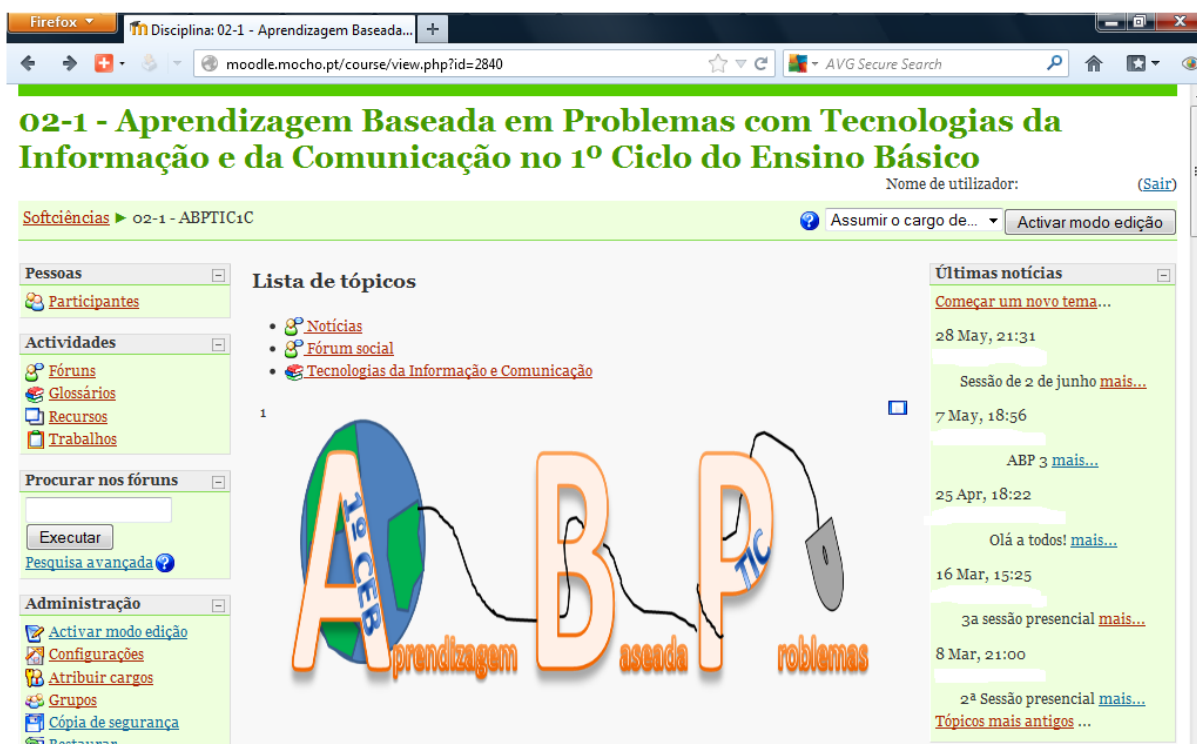 Firefox
Disciplina: 02-1 - Aprendizagem Baseada...
moodle.mocho.pt/course/view.php?id=2840
AVG Secure Search
02-1 - Aprendizagem Baseada em Problemas com Tecnologias da
Informação e da Comunicação no 1º Ciclo do Ensino Básico
Nome de utilizador: (Sair)
Softciências ► 02-1 - ABPTIC1C
Assumir o cargo de...
Activar modo edição
Pessoas
Participantes
Actividades
Fóruns
Glossários
Recursos
Trabalhos
Procurar nos fóruns
Executar
Pesquisa avançada
Administração
Activar modo edição
Configurações
Atribuir cargos
Grupos
Cópia de segurança
Restaurar
Lista de tópicos
• Notícias
• Fórum social
• Tecnologias da Informação e Comunicação
1
1º CEB
TIC
Aprendizagem Baseada Problemas
Últimas notícias
Começar um novo tema...
28 May, 21:31
Sessão de 2 de junho mais...
7 May, 18:56
ABP 3 mais...
25 Apr, 18:22
Olá a todos! mais...
16 Mar, 15:25
3a sessão presencial mais...
8 Mar, 21:00
2ª Sessão presencial mais...
Tópicos mais antigos ...